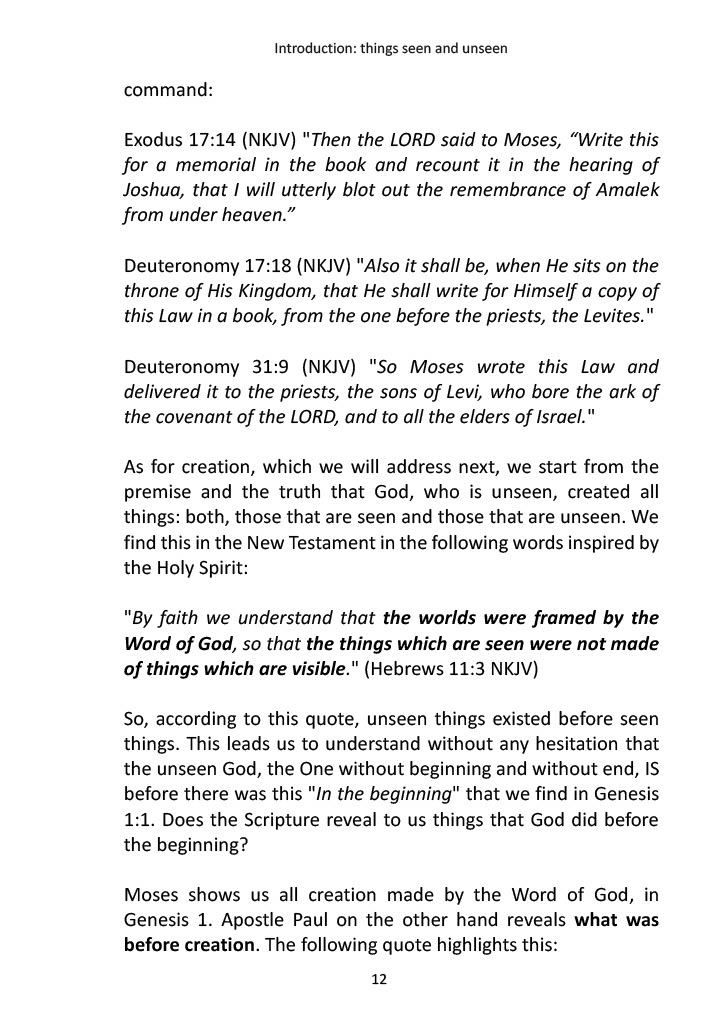 Introduction: things seen and unseen
command:
Exodus 17:14 (NKJV) "Then the LORD said to Moses, “Write this
for a memorial in the book and recount it in the hearing of
Joshua, that I will utterly blot out the remembrance of Amalek
from under heaven.”
Deuteronomy 17:18 (NKJV) "Also it shall be, when He sits on the
throne of His Kingdom, that He shall write for Himself a copy of
this Law in a book, from the one before the priests, the Levites."
Deuteronomy 31:9 (NKJV) "So Moses wrote this Law and
delivered it to the priests, the sons of Levi, who bore the ark of
the covenant of the LORD, and to all the elders of Israel."
As for creation, which we will address next, we start from the
premise and the truth that God, who is unseen, created all
things: both, those that are seen and those that are unseen. We
find this in the New Testament in the following words inspired by
the Holy Spirit:
"By faith we understand that the worlds were framed by the
Word of God, so that the things which are seen were not made
of things which are visible." (Hebrews 11:3 NKJV)
So, according to this quote, unseen things existed before seen
things. This leads us to understand without any hesitation that
the unseen God, the One without beginning and without end, IS
before there was this "In the beginning" that we find in Genesis
1:1. Does the Scripture reveal to us things that God did before
the beginning?
Moses shows us all creation made by the Word of God, in
Genesis 1. Apostle Paul on the other hand reveals what was
before creation. The following quote highlights this:
12